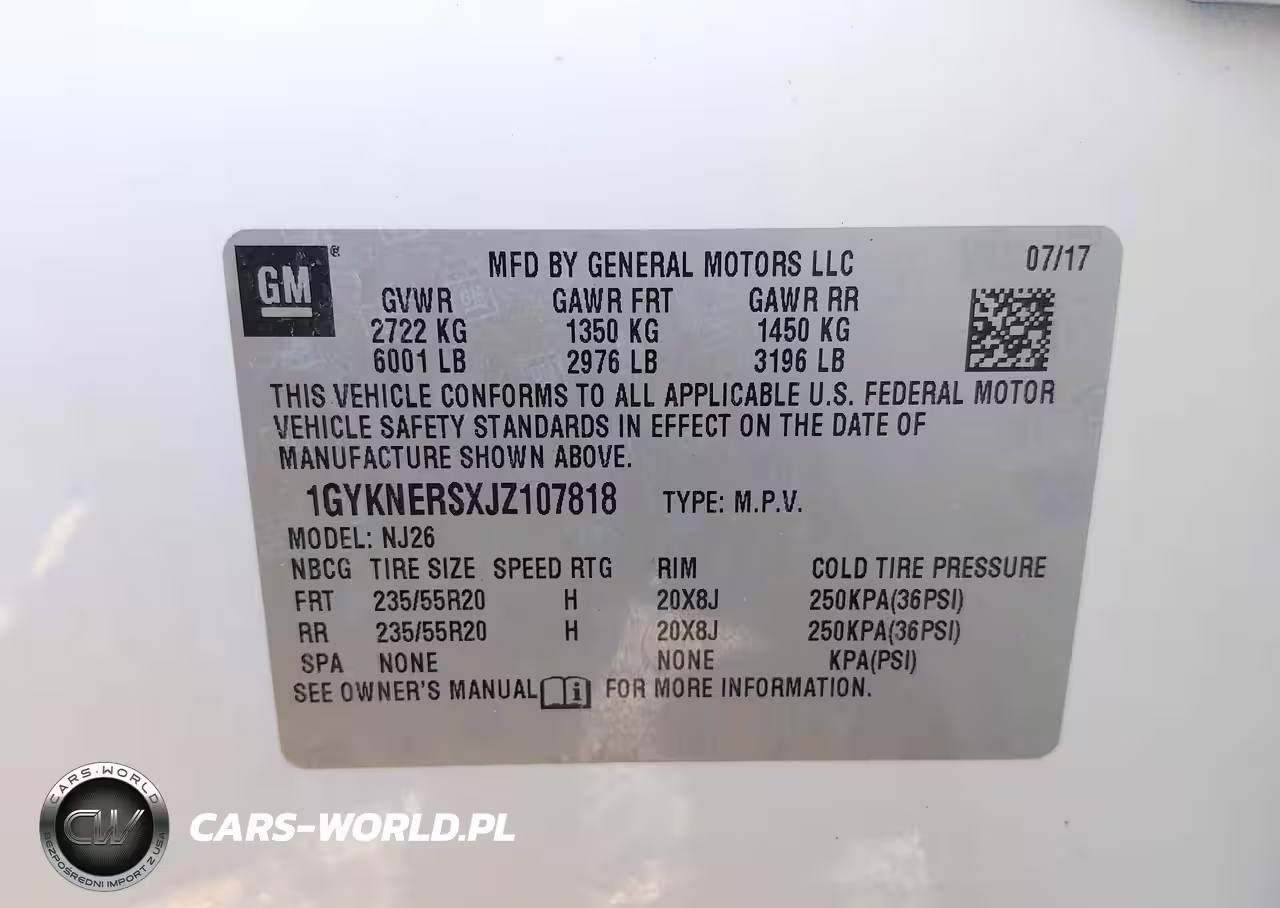 GM ® MFD BY GENERAL MOTORS LLC 07/17
GVWR GAWR FRT GAWR RR
2722 KG 1350 KG 1450 KG
6001 LB 2976 LB 3196 LB
THIS VEHICLE CONFORMS TO ALL APPLICABLE U.S. FEDERAL MOTOR
VEHICLE SAFETY STANDARDS IN EFFECT ON THE DATE OF
MANUFACTURE SHOWN ABOVE.
1GYKNERSXJZ107818 TYPE: M.P.V.
MODEL: NJ26
NBCG TIRE SIZE SPEED RTG RIM COLD TIRE PRESSURE
FRT 235/55R20 H 20X8J 250KPA(36PSI)
RR 235/55R20 H 20X8J 250KPA(36PSI)
SPA NONE NONE KPA(PSI)
SEE OWNER'S MANUAL i FOR MORE INFORMATION.
CARS-WORLD
CW
BEZPOŚREDNI IMPORT Z USA
CARS-WORLD.PL